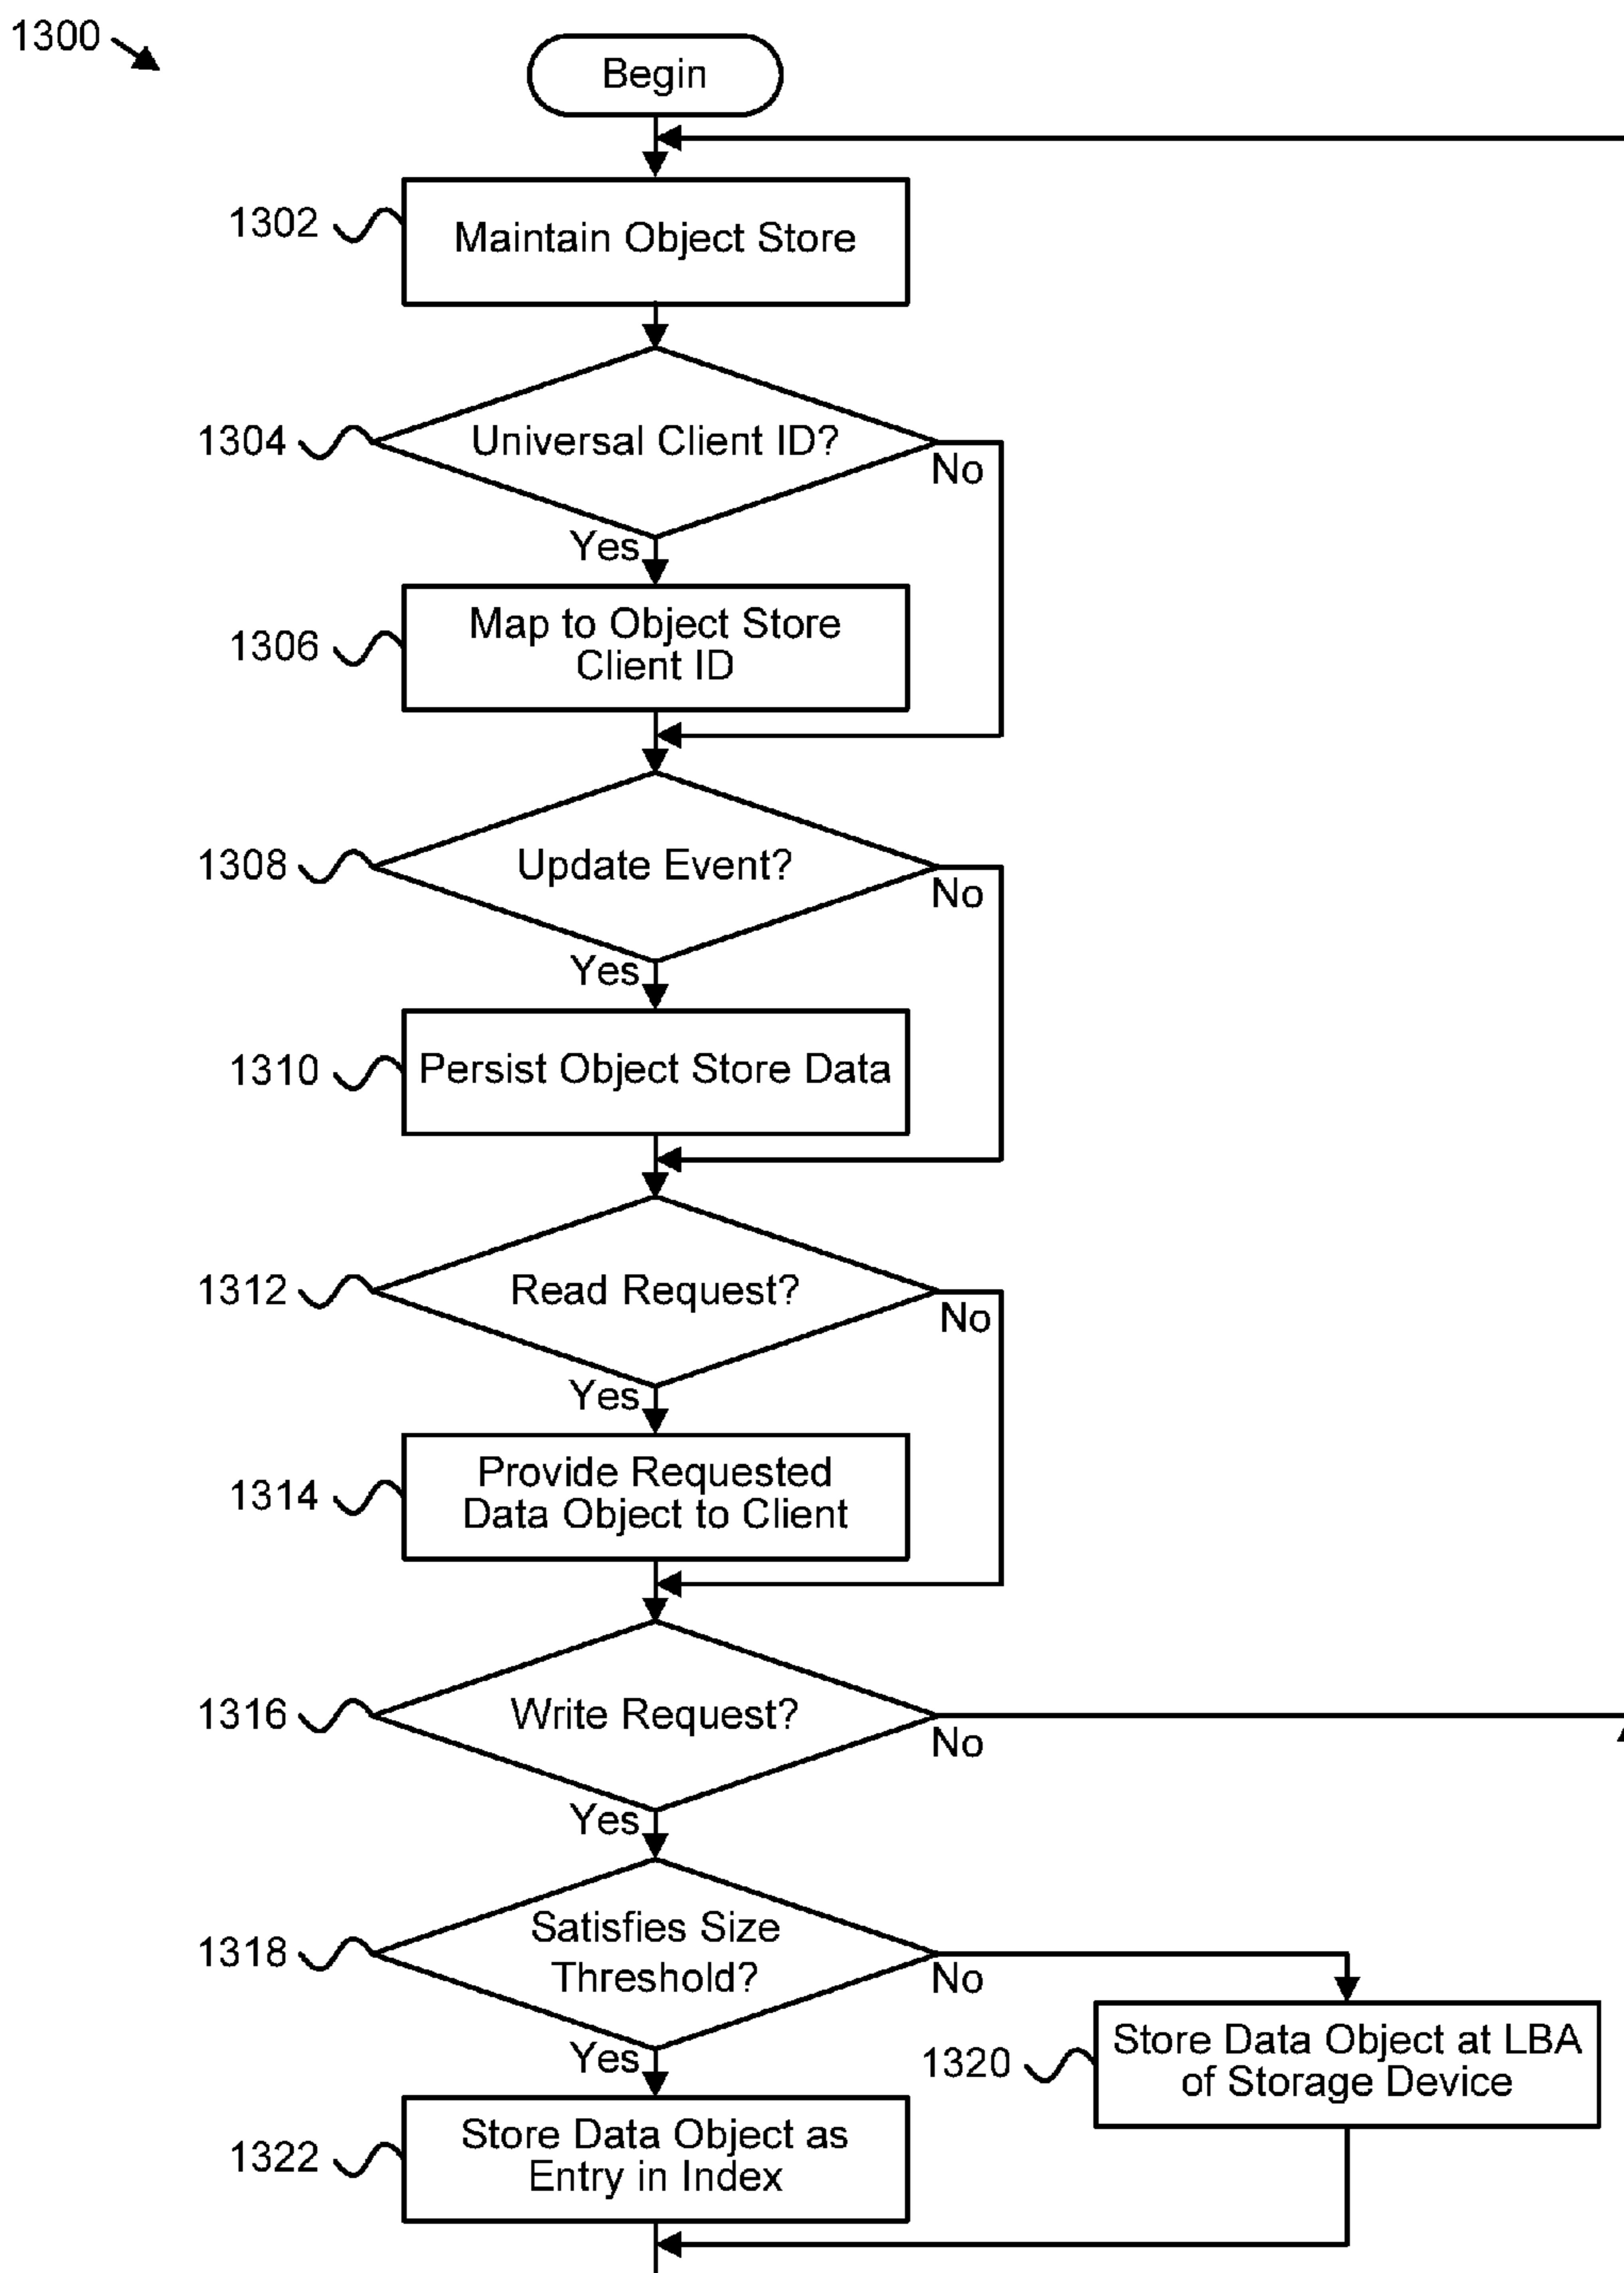 1300
Begin
1302
Maintain Object Store
1304
Universal Client ID?
No
Yes
1306
Map to Object Store
Client ID
1308
Update Event?
No
Yes
1310
Persist Object Store Data
1312
Read Request?
No
Yes
1314
Provide Requested
Data Object to Client
1316
Write Request?
No
Yes
1318
Satisfies Size
Threshold?
No
Yes
1320
Store Data Object at LBA
of Storage Device
1322
Store Data Object as
Entry in Index